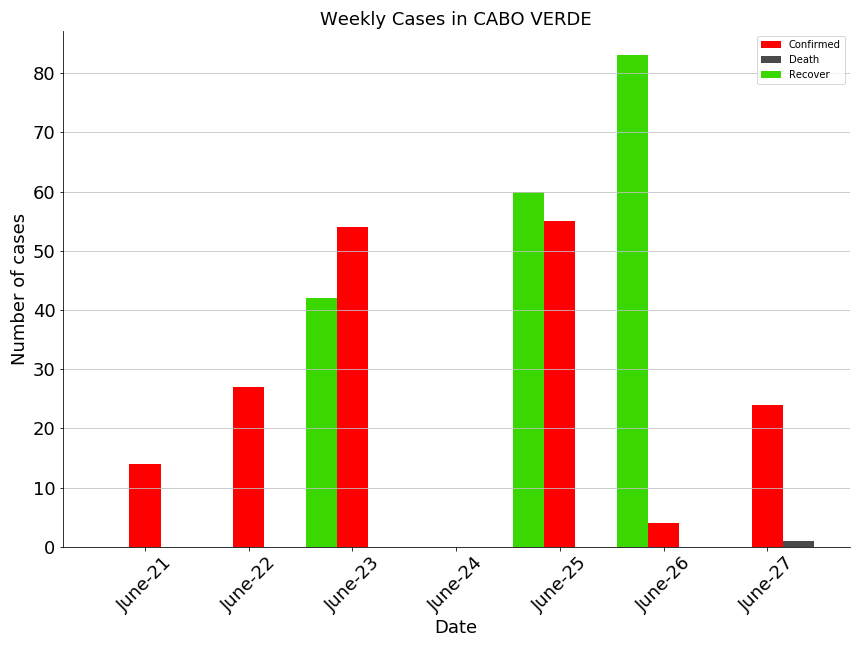 Weekly Cases in CABO VERDE
Confirmed
Death
Recover
Number of cases
80
70
60
50
40
30
20
10
0
June-21
June-22
June-23
June-24
June-25
June-26
June-27
Date